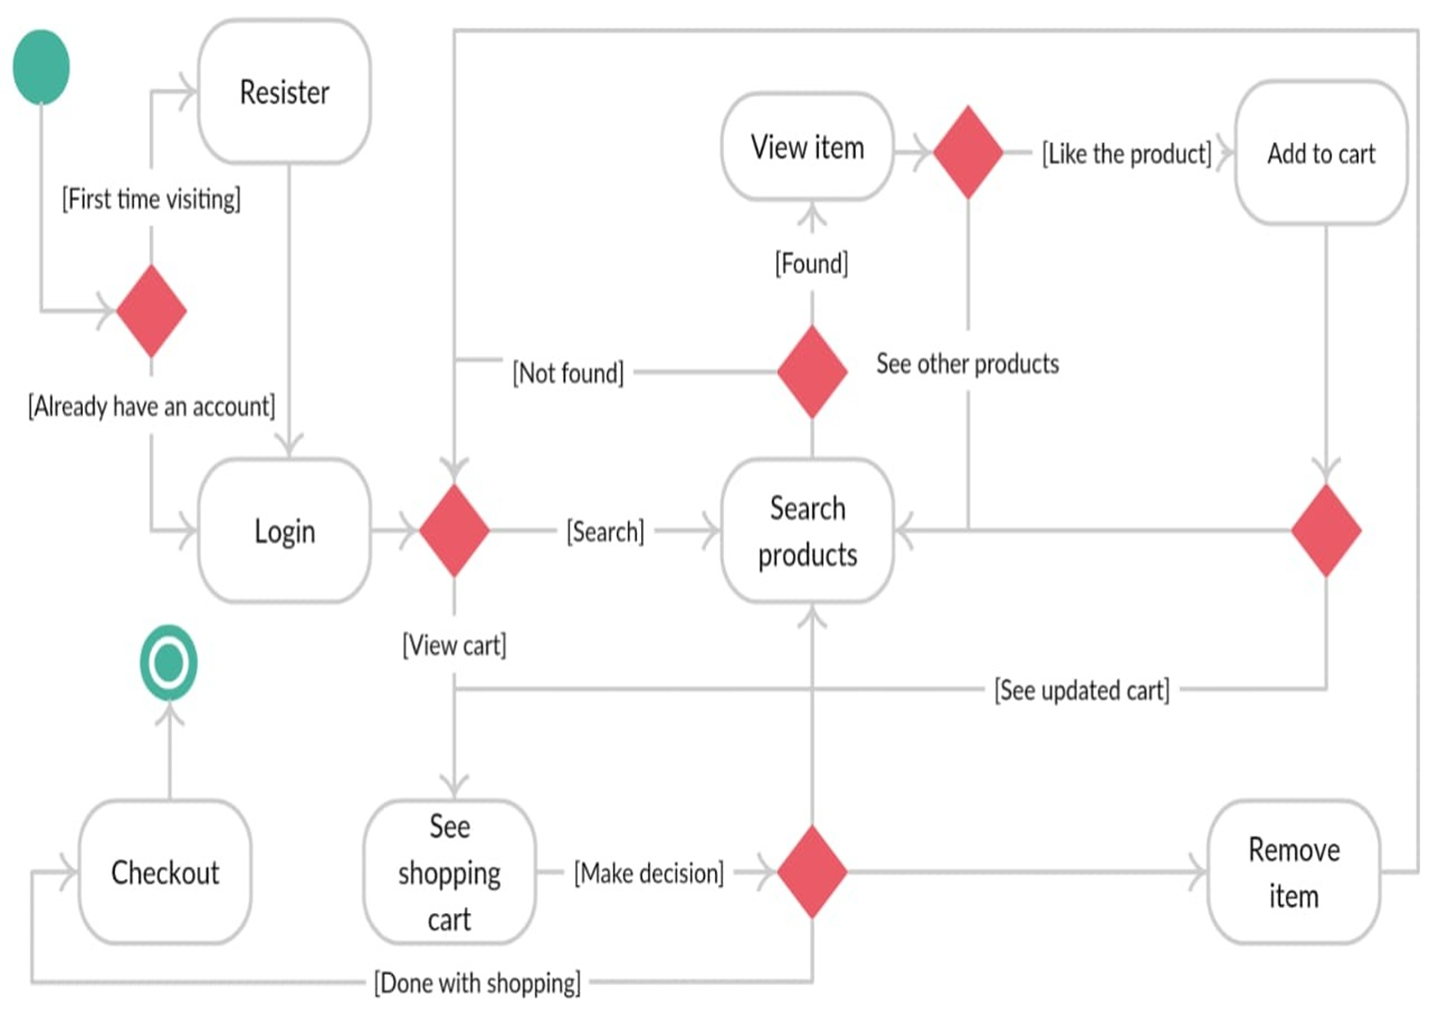 Resister
View item
[Like the product]
Add to cart
[First time visiting]
[Found]
[Not found]
See other products
[Already have an account]
Login
[Search]
Search
products
[View cart]
[See updated cart]
Checkout
See
shopping
cart
[Make decision]
Remove
item
[Done with shopping]